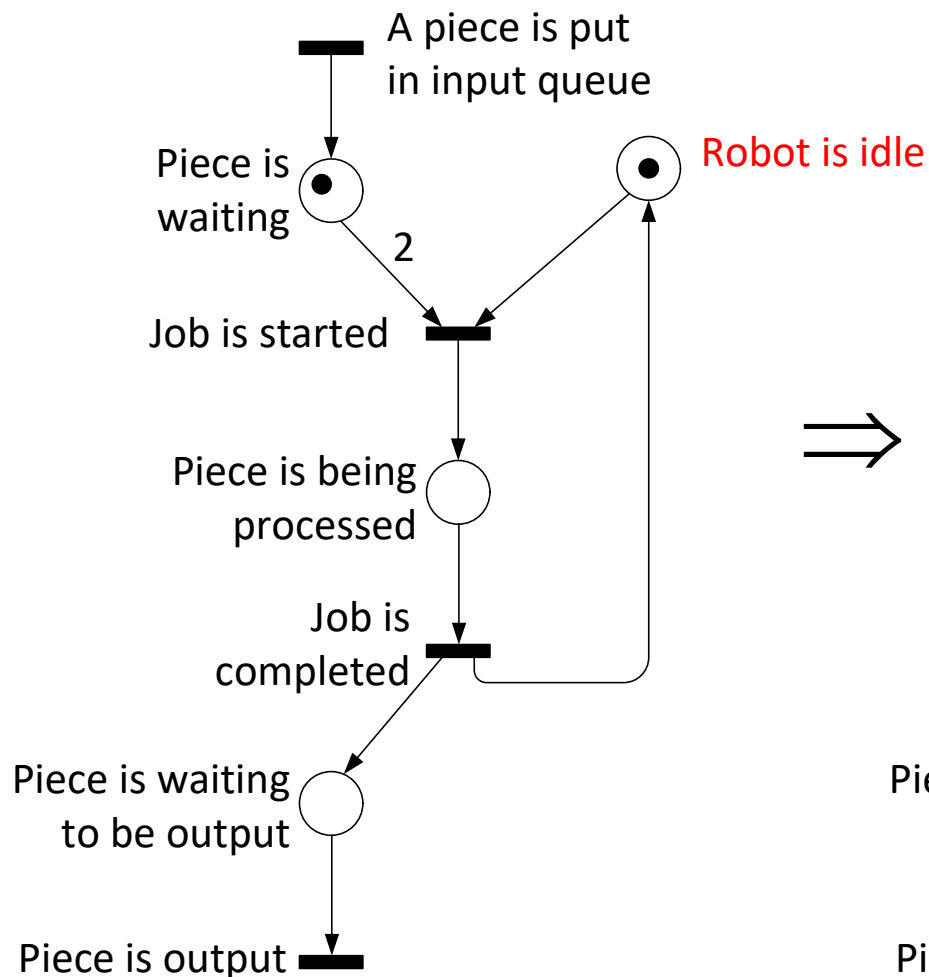 A piece is put
in input queue
Piece is
waiting
Robot is idle
2
Job is started
Piece is being
processed
Job is
completed
Piece is waiting
to be output
Piece is output